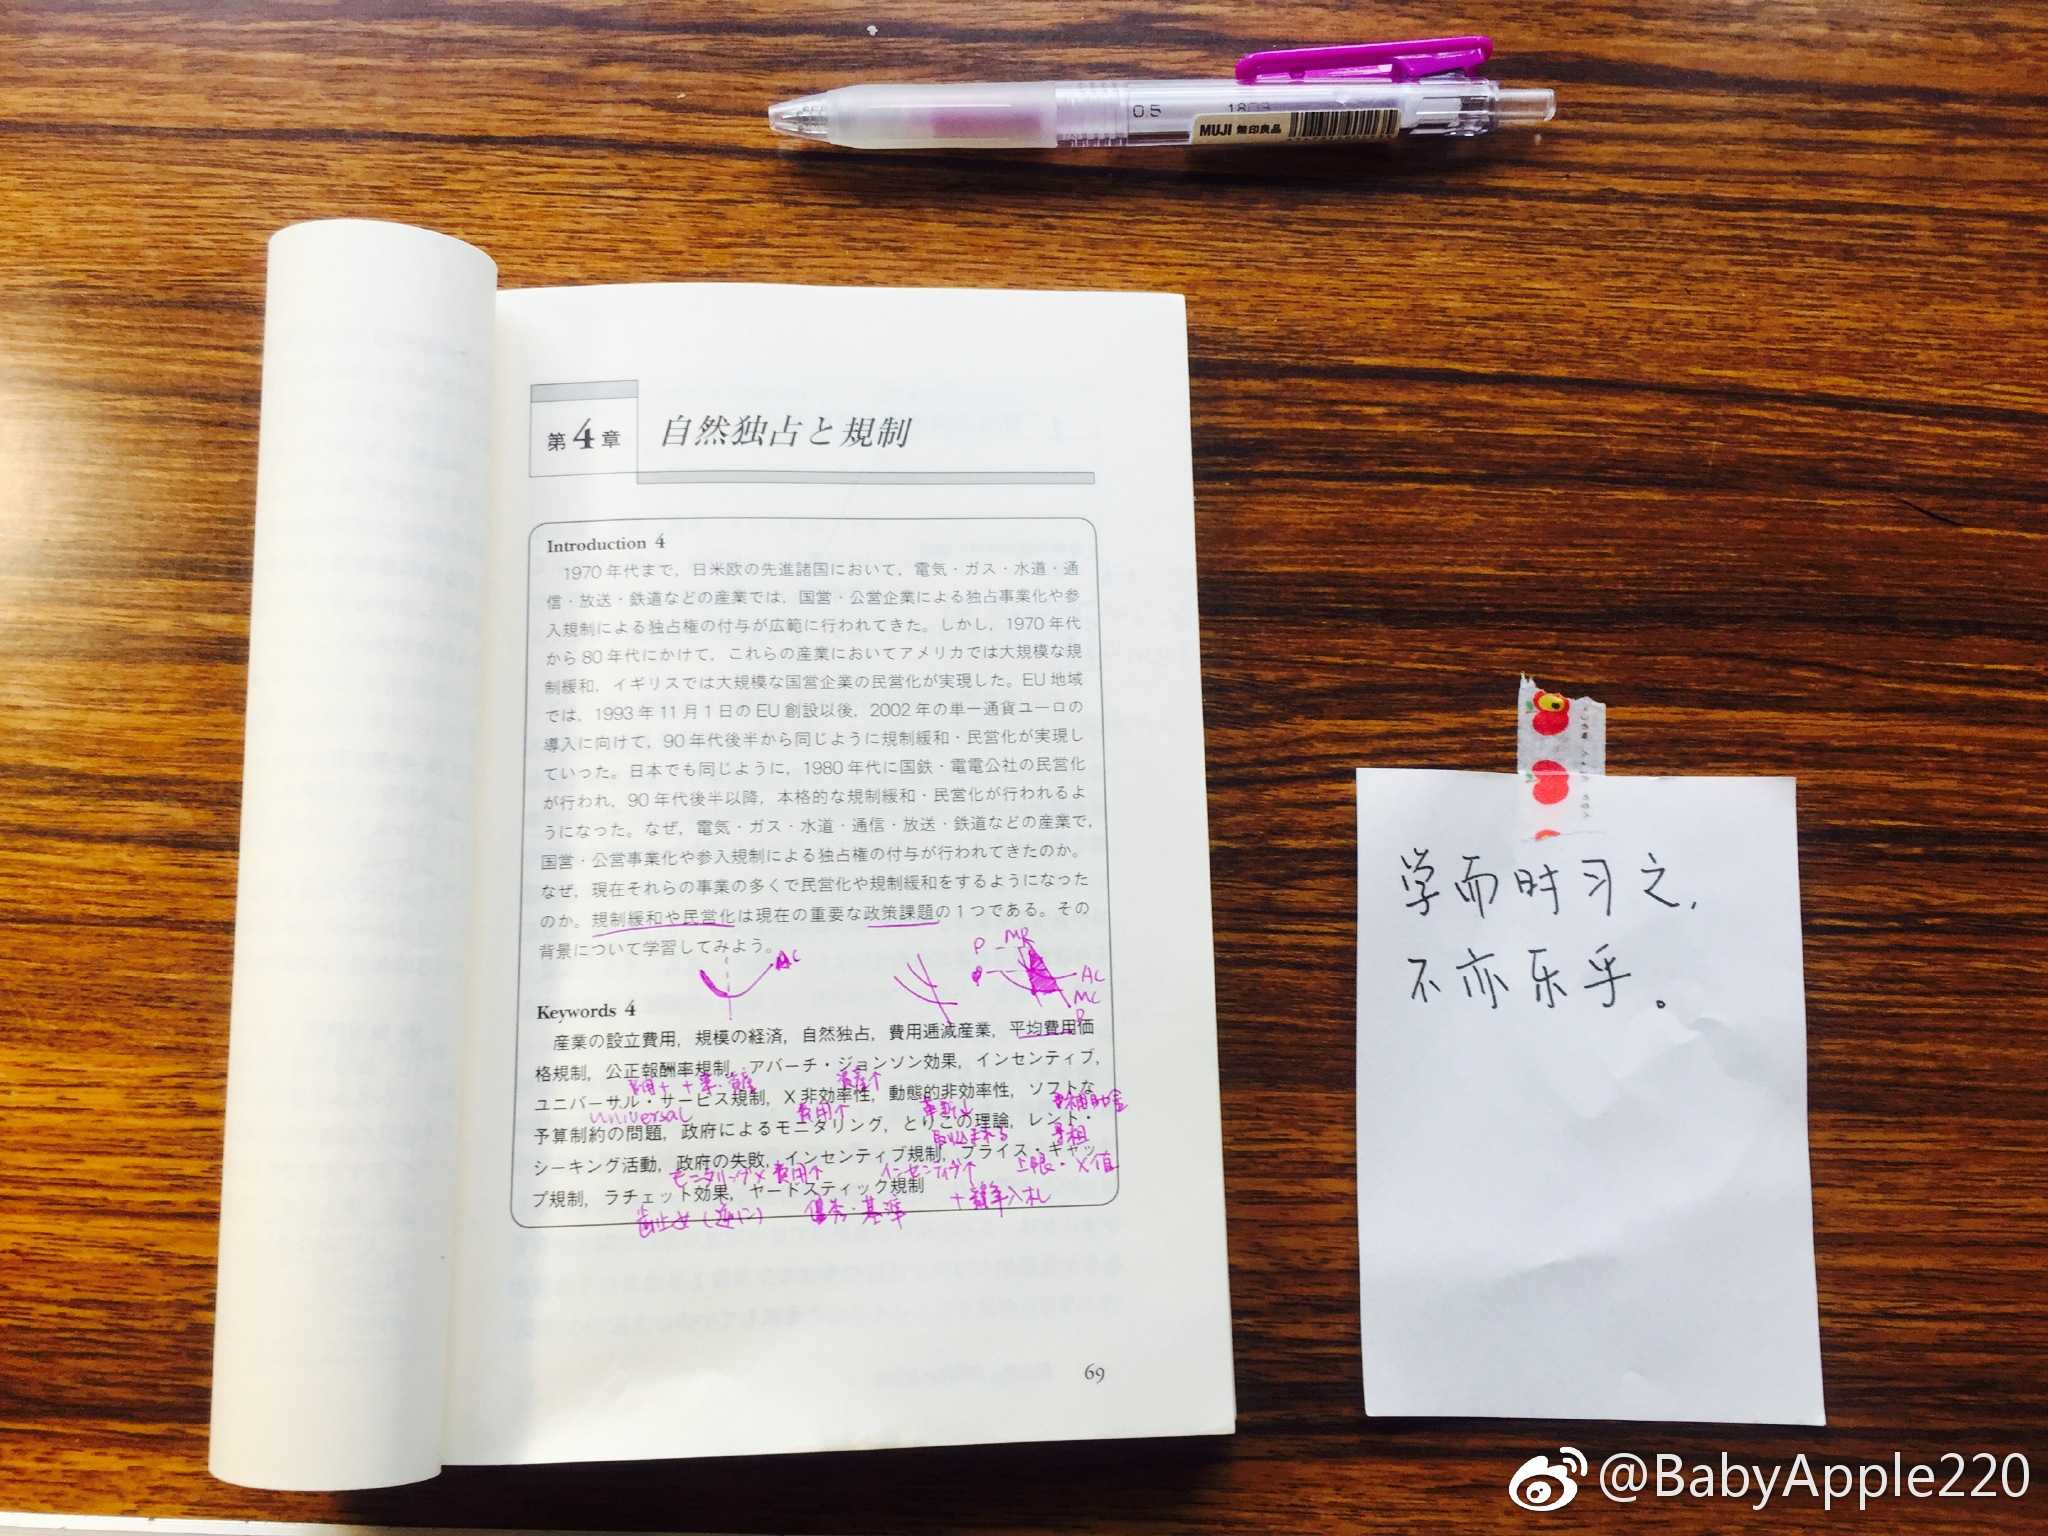 0.5
MUJI 無印良品
第4章 自然独占と規制
Introduction 4
1970年代まで，日米欧の先進諸国において，電気・ガス・水道・通
信・放送・鉄道などの産業では，国営・公営企業による独占事業化や参
入規制による独占権の付与が広範に行われてきた。しかし，1970年代
から80年代にかけて，これらの産業においてアメリカでは大規模な規
制緩和，イギリスでは大規模な国営企業の民営化が実現した。EU地域
では，1993年11月1日のEU創設以後，2002年の単一通貨ユーロの
導入に向けて，90年代後半から同じように規制緩和・民営化が実現し
ていった。日本でも同じように，1980年代に国鉄・電電公社の民営化
が行われ，90年代後半以降，本格的な規制緩和・民営化が行われるよ
うになった。なぜ，電気・ガス・水道・通信・放送・鉄道などの産業で，
国営・公営事業化や参入規制による独占権の付与が行われてきたのか。
なぜ，現在それらの事業の多くで民営化や規制緩和をするようになった
のか。規制緩和や民営化は現在の重要な政策課題の1つである。その
背景について学習してみよう。
AC
P MR
AC
MC
Keywords 4
産業の設立費用，規模の経済，自然独占，費用逓減産業，平均費用価
格規制，公正報酬率規制，アバーチ・ジョンソン効果，インセンティブ，
ユニバーサル・サービス規制，X非効率性，動態的非効率性，ソフトな
universal 費用↑ 革新↓ 補助金
予算制約の問題，政府によるモニタリング，とりこの理論，レント・
取込まれる
シーキング活動，政府の失敗，インセンティブ規制，プライス・キャッ
モニタリング× 費用↑ インセンティブ↑ 上限・X値
プ規制，ラチェット効果，ヤードスティック規制
歯止め(逆に) 優秀・基準 +競争入札
69
学而时习之,
不亦乐乎。
@BabyApple220